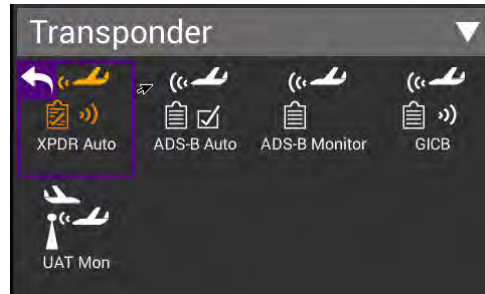 Transponder
XPDR Auto
ADS-B Auto
ADS-B Monitor
GICB
UAT Mon